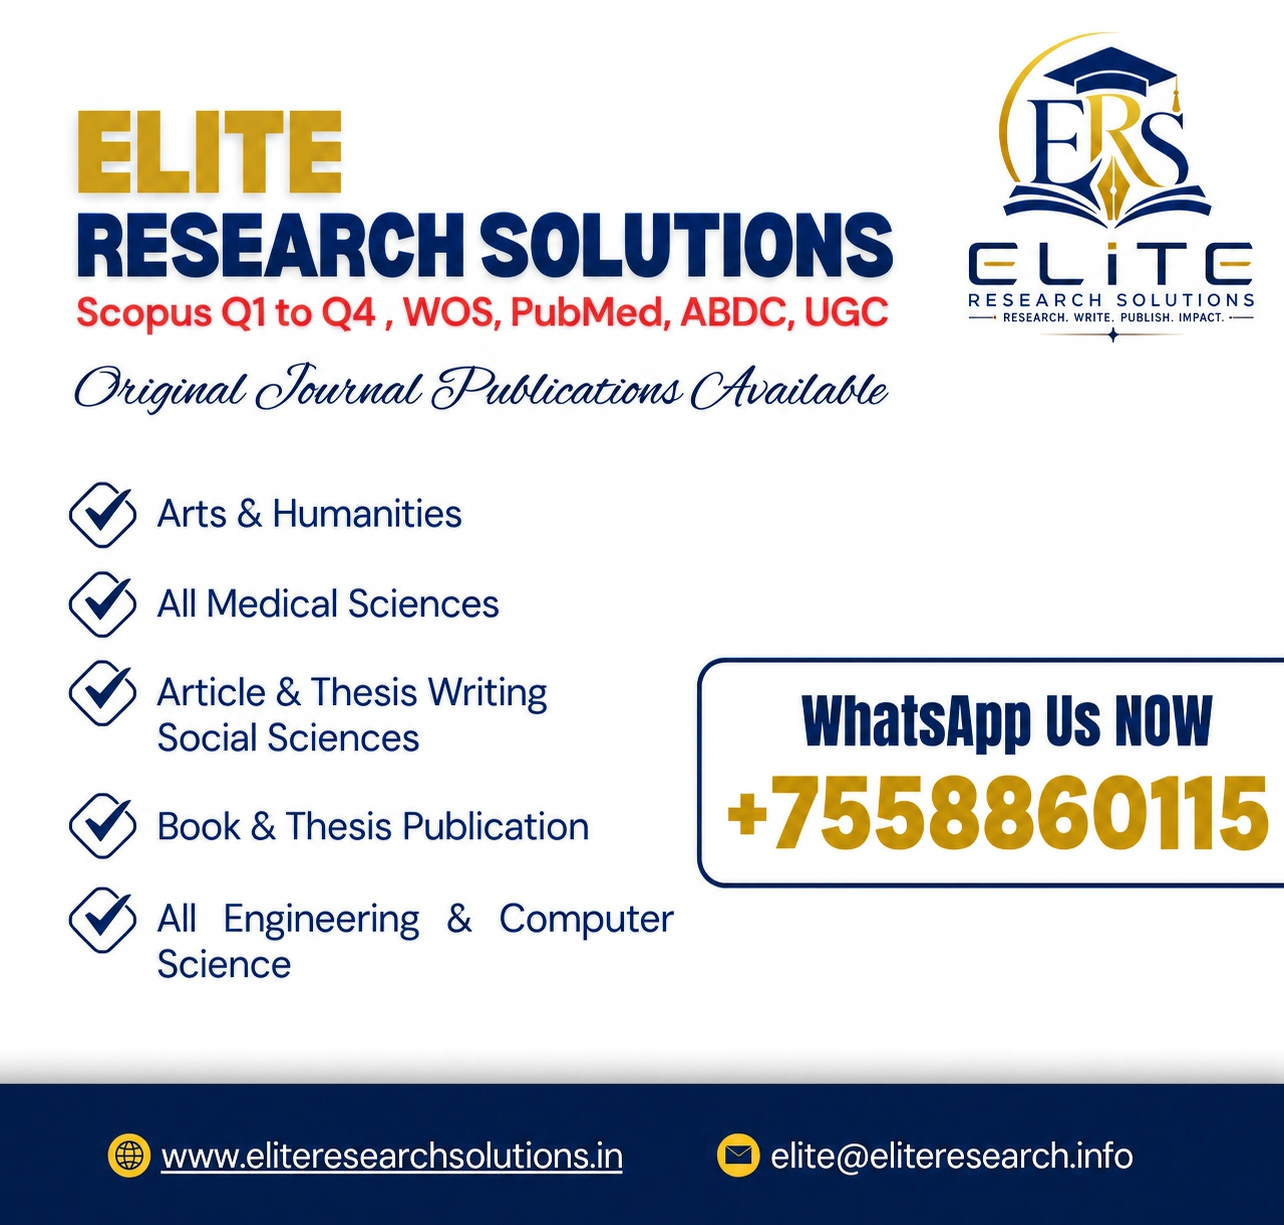 ELITE
RESEARCH SOLUTIONS
Scopus Q1 to Q4 , WOS, PubMed, ABDC, UGC
Original Journal Publications Available
ERS
ELiTE
RESEARCH SOLUTIONS
RESEARCH. WRITE. PUBLISH. IMPACT.
Arts & Humanities
All Medical Sciences
Article & Thesis Writing
Social Sciences
Book & Thesis Publication
All Engineering & Computer
Science
WhatsApp Us NOW
+7558860115
www.eliteresearchsolutions.in
elite@eliteresearch.info